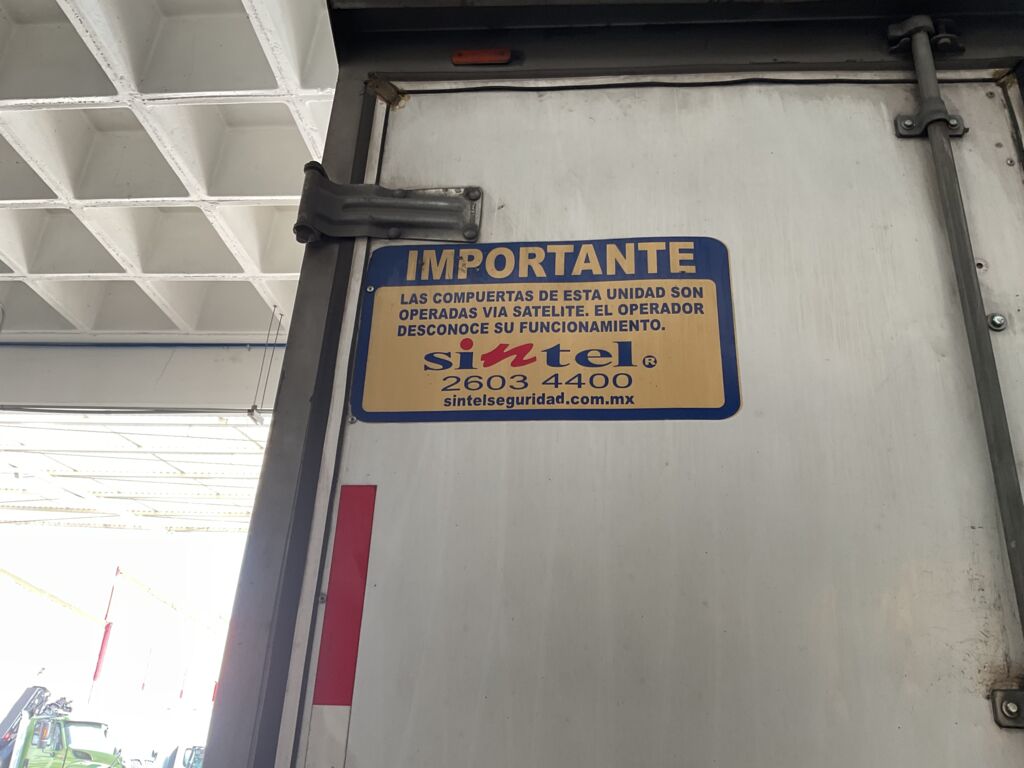 IMPORTANTE
LAS COMPUERTAS DE ESTA UNIDAD SON
OPERADAS VIA SATELITE. EL OPERADOR
DESCONOCE SU FUNCIONAMIENTO.
sintel®
2603 4400
sintelseguridad.com.mx